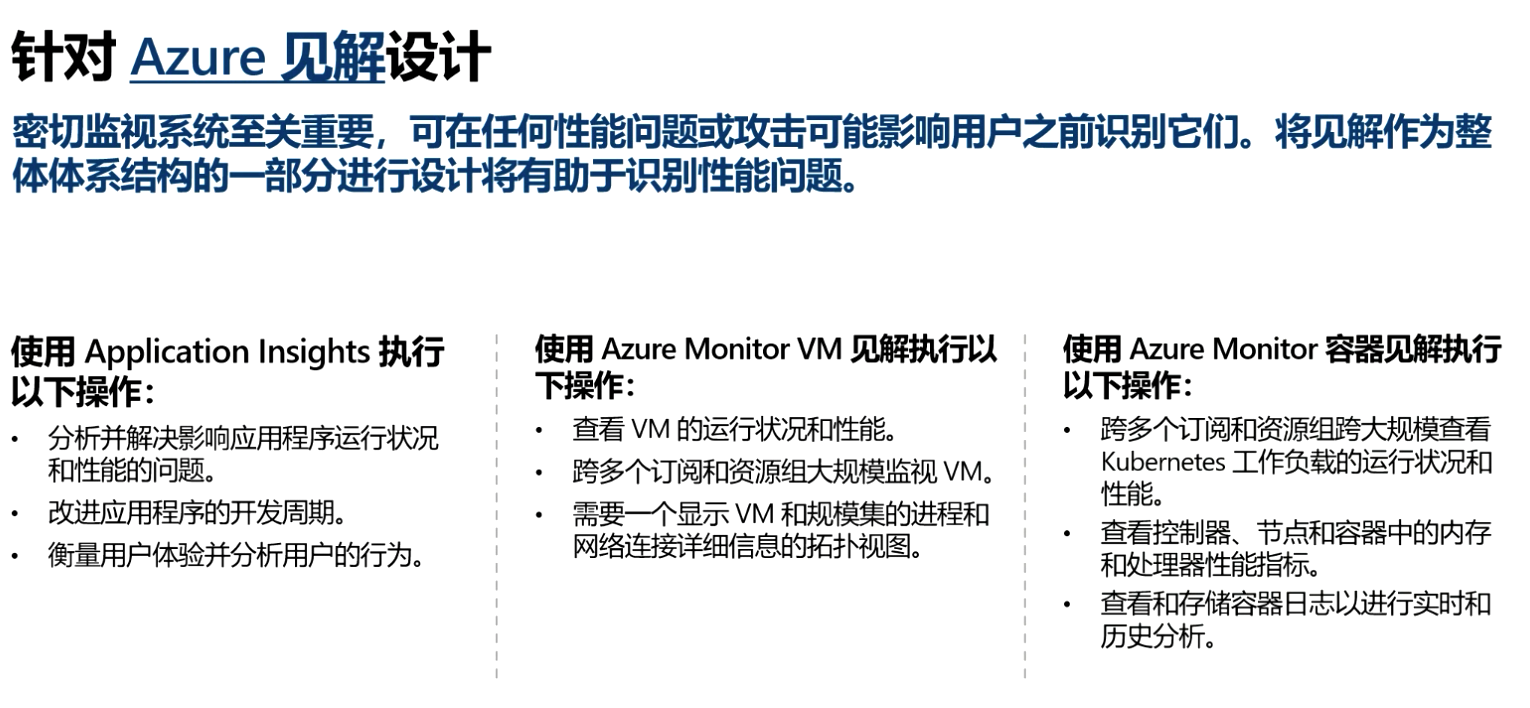 针对 Azure 见解设计
密切监视系统至关重要，可在任何性能问题或攻击可能影响用户之前识别它们。将见解作为整
体体系结构的一部分进行设计将有助于识别性能问题。
使用 Application Insights 执行
以下操作：
• 分析并解决影响应用程序运行状况
和性能的问题。
• 改进应用程序的开发周期。
• 衡量用户体验并分析用户的行为。
使用 Azure Monitor VM 见解执行以
下操作：
• 查看 VM 的运行状况和性能。
• 跨多个订阅和资源组大规模监视 VM。
• 需要一个显示 VM 和规模集的进程和
网络连接详细信息的拓扑视图。
使用 Azure Monitor 容器见解执行
以下操作：
• 跨多个订阅和资源组跨大规模查看
Kubernetes 工作负载的运行状况和
性能。
• 查看控制器、节点和容器中的内存
和处理器性能指标。
• 查看和存储容器日志以进行实时和
历史分析。